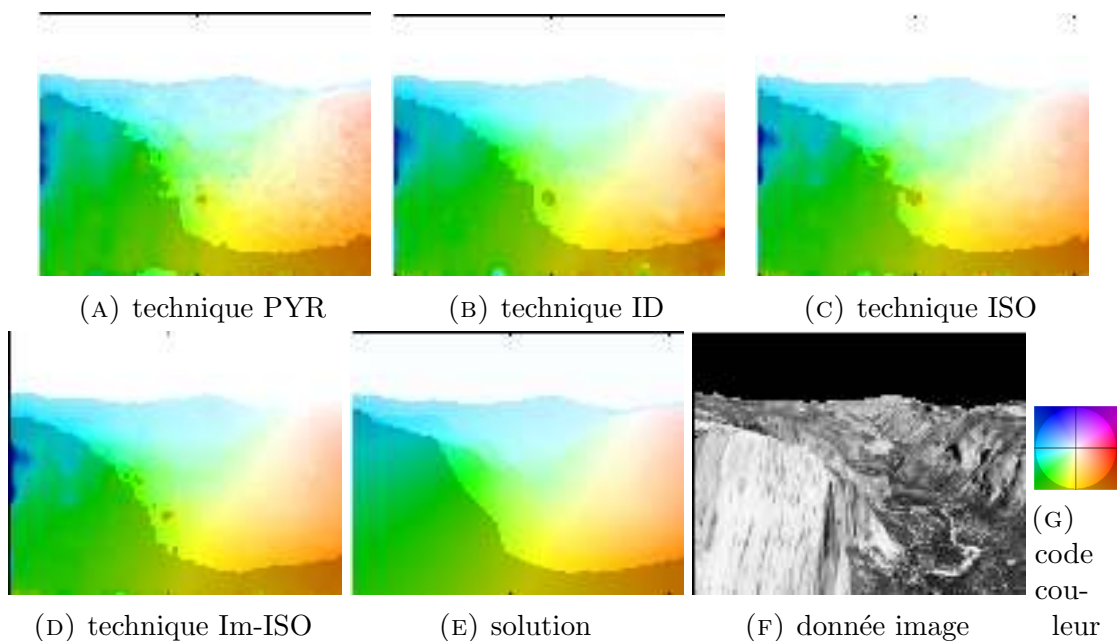 (A) technique PYR
(B) technique ID
(C) technique ISO
(D) technique Im-ISO
(E) solution
(F) donnée image
(G)
code
cou-
leur